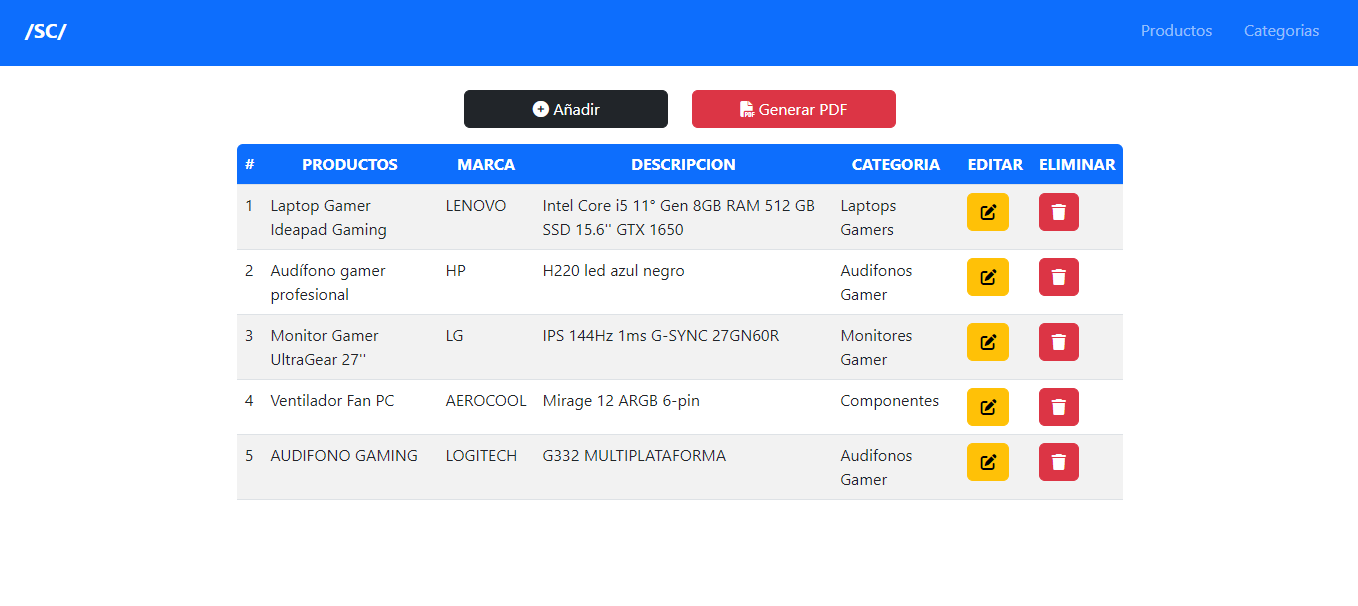 /SC/ Productos Categorias
Añadir Generar PDF
# PRODUCTOS MARCA DESCRIPCION CATEGORIA EDITAR ELIMINAR
1 Laptop Gamer LENOVO Intel Core i5 11° Gen 8GB RAM 512 GB Laptops
Ideapad Gaming SSD 15.6'' GTX 1650 Gamers
2 Audífono gamer HP H220 led azul negro Audifonos
profesional Gamer
3 Monitor Gamer LG IPS 144Hz 1ms G-SYNC 27GN60R Monitores
UltraGear 27'' Gamer
4 Ventilador Fan PC AEROCOOL Mirage 12 ARGB 6-pin Componentes
5 AUDIFONO GAMING LOGITECH G332 MULTIPLATAFORMA Audifonos
Gamer